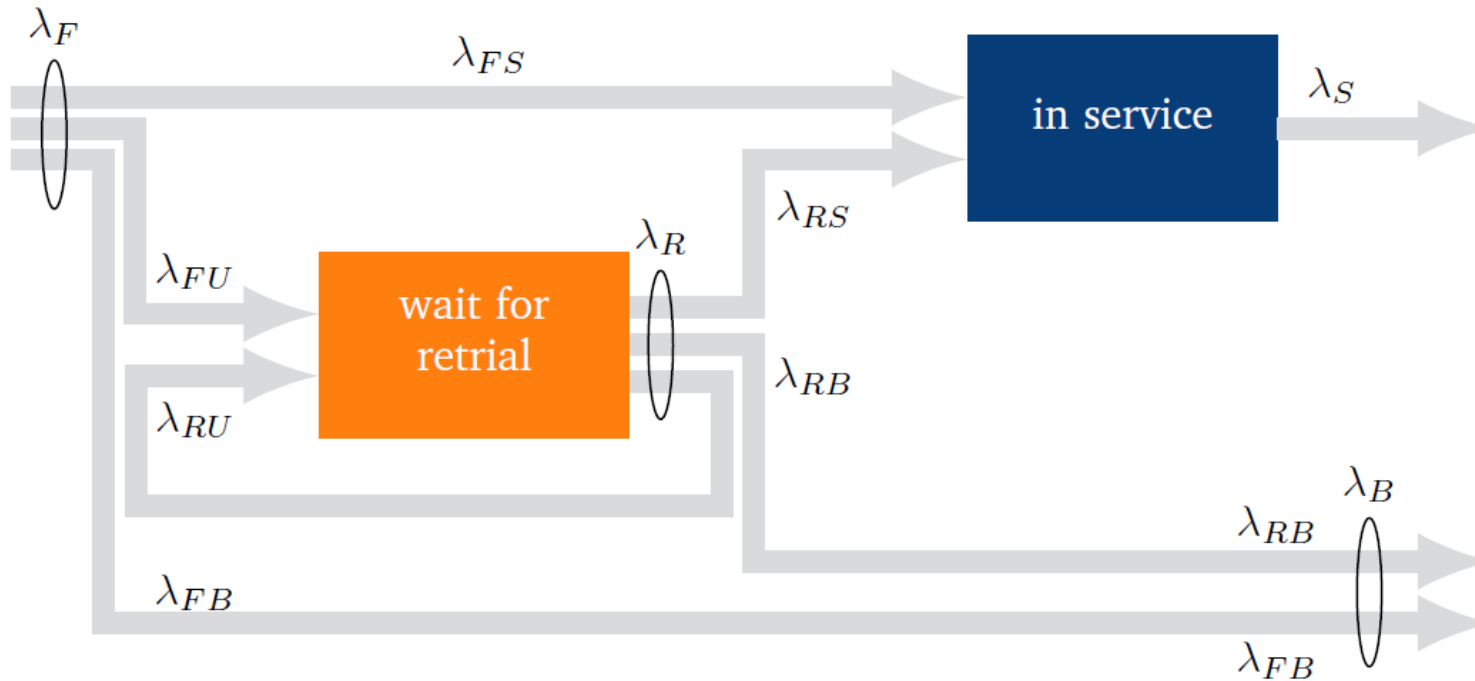 λ_F
λ_FS
in service
λ_S
λ_RS
λ_R
λ_FU
wait for
retrial
λ_RB
λ_RU
λ_B
λ_RB
λ_FB
λ_FB